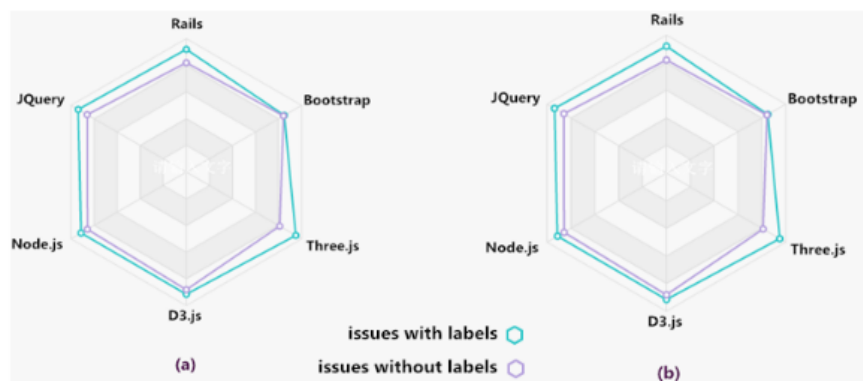 Rails
JQuery
Bootstrap
Node.js
Three.js
D3.js
(a)
Rails
JQuery
Bootstrap
Node.js
Three.js
D3.js
(b)
issues with labels
issues without labels